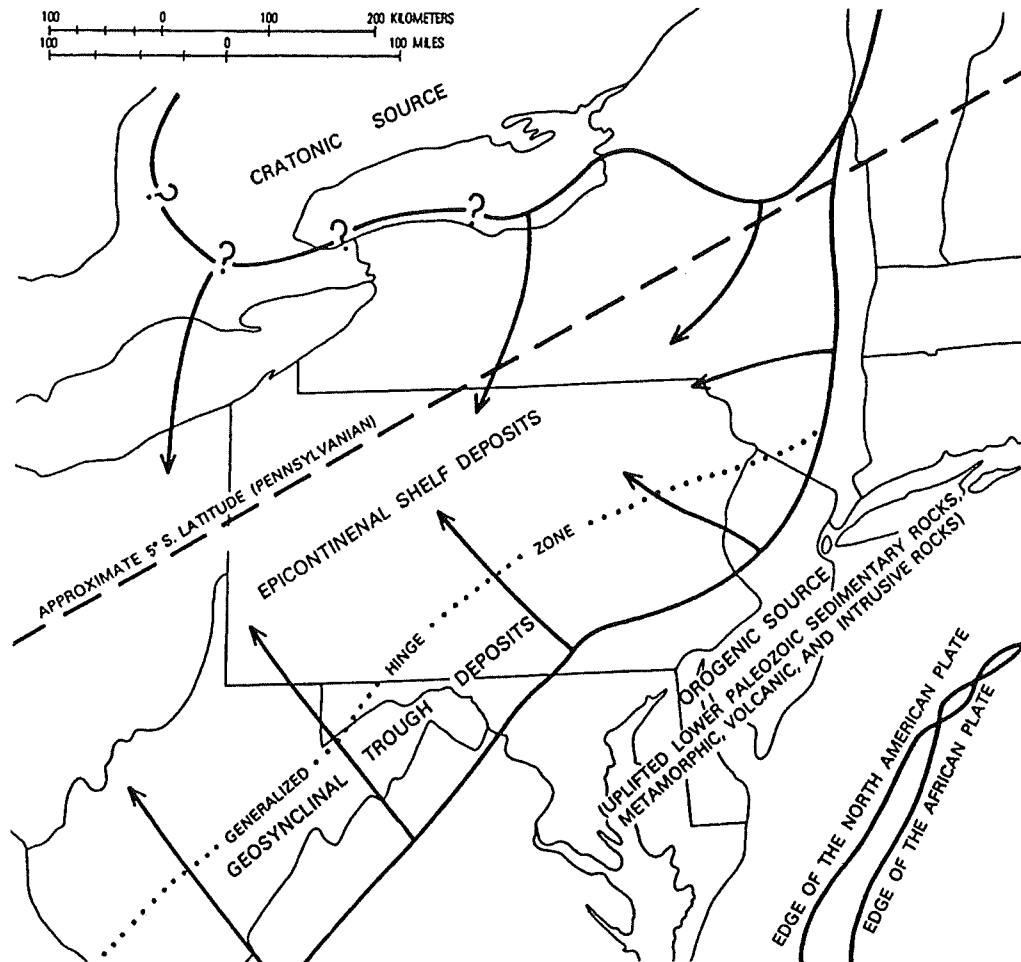 100 0 100 200 KILOMETERS
100 0 100 MILES
CRATONIC SOURCE
?
?
?
?
APPROXIMATE 5° S. LATITUDE (PENNSYLVANIAN)
EPICONTINENAL SHELF DEPOSITS
GENERALIZED HINGE ZONE
GEOSYNCLINAL TROUGH DEPOSITS
OROGENIC SOURCE
(UPLIFTED LOWER PALEOZOIC SEDIMENTARY ROCKS,
METAMORPHIC, VOLCANIC, AND INTRUSIVE ROCKS)
EDGE OF THE NORTH AMERICAN PLATE
EDGE OF THE AFRICAN PLATE